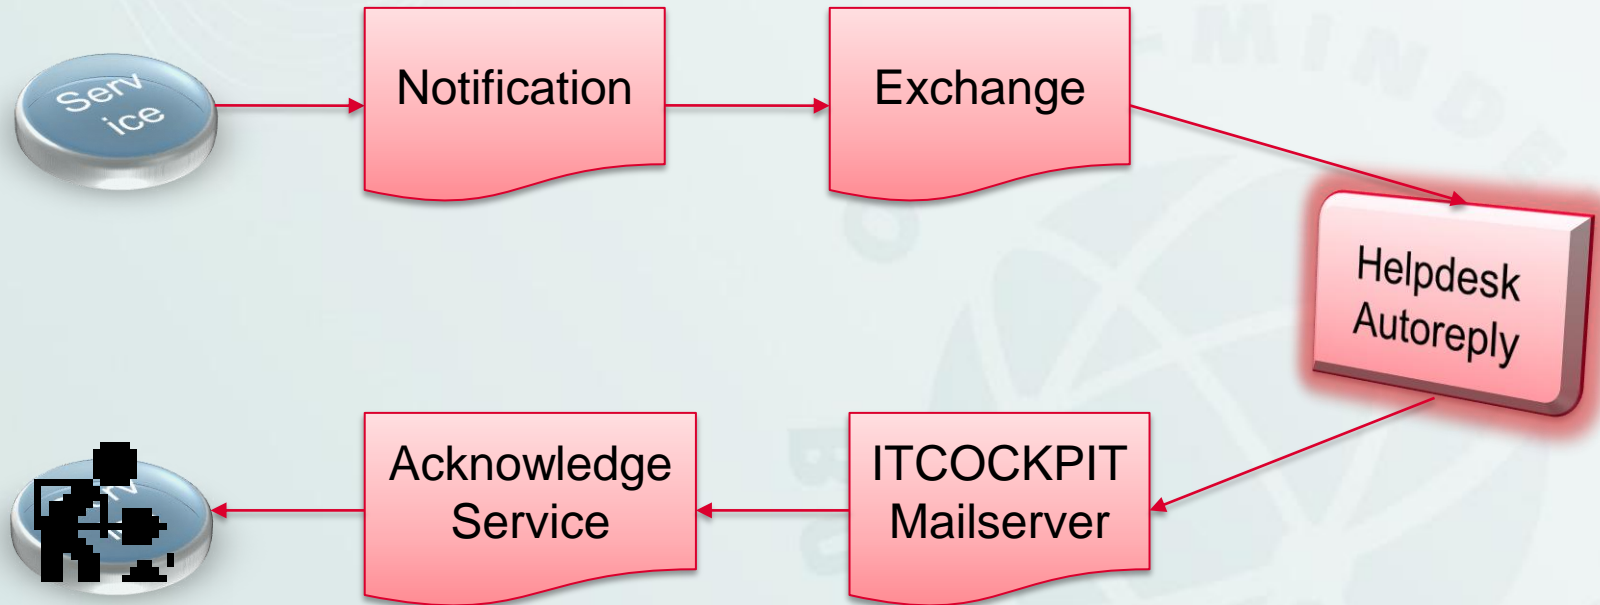 Serv
ice
Notification
Exchange
Helpdesk
Autoreply
ITCOCKPIT
Mailserver
Acknowledge
Service